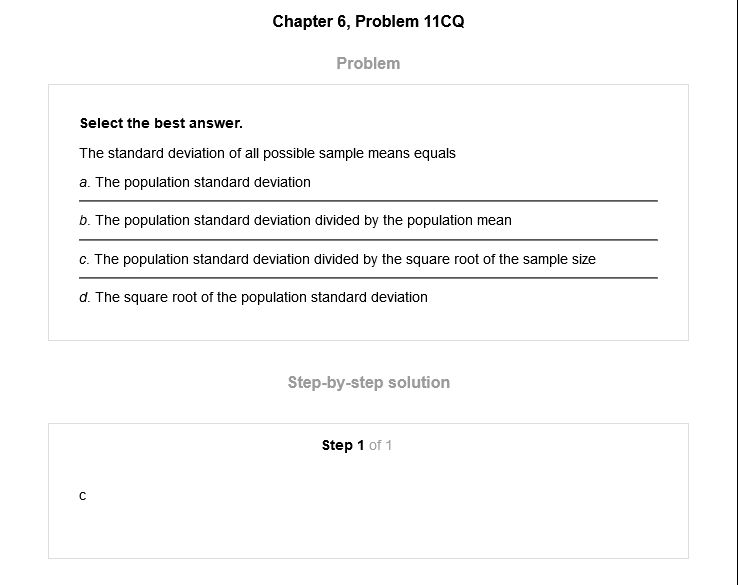 Chapter 6, Problem 11CQ
Problem
Select the best answer.
The standard deviation of all possible sample means equals
a. The population standard deviation
b. The population standard deviation divided by the population mean
c. The population standard deviation divided by the square root of the sample size
d. The square root of the population standard deviation
Step-by-step solution
Step 1 of 1
c